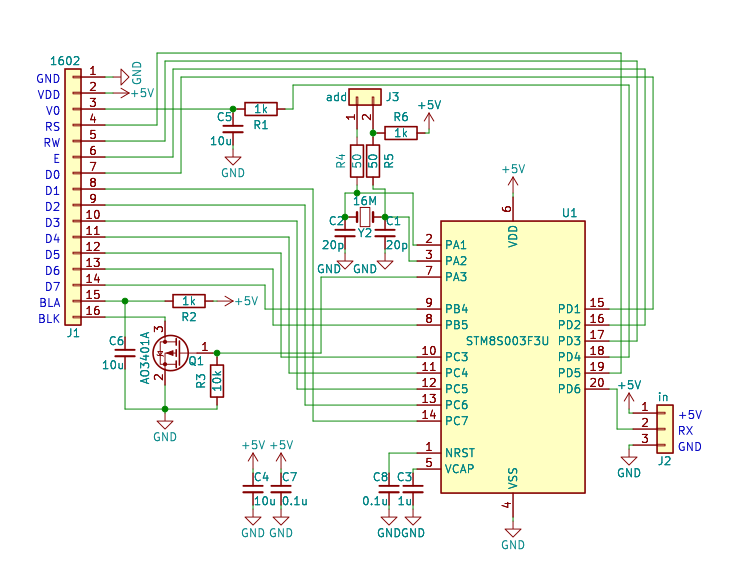 1602
GND 1 GND
VDD 2 +5V
V0 3
RS 4
RW 5
E 6
D0 7
D1 8
D2 9
D3 10
D4 11
D5 12
D6 13
D7 14
BLA 15
BLK 16
J1
C5
10u
GND
1k
R1
add J3
1 2
R6
1k
+5V
R4 50 50 R5
16M
C2 C1
Y2
20p 20p
GND GND
1k
R2
+5V
C6
10u
AO3401A
3
1
2
Q1
R3 10k
GND
+5V +5V
C4 C7
10u 0.1u
GND GND
C8 C3
0.1u 1u
GND GND
+5V
6
VDD
U1
2 PA1
3 PA2
7 PA3
9 PB4
8 PB5
STM8S003F3U
10 PC3
11 PC4
12 PC5
13 PC6
14 PC7
1 NRST
5 VCAP
PD1 15
PD2 16
PD3 17
PD4 18
PD5 19
PD6 20
VSS
4
GND
+5V
in
1 +5V
2 RX
3 GND
J2
GND